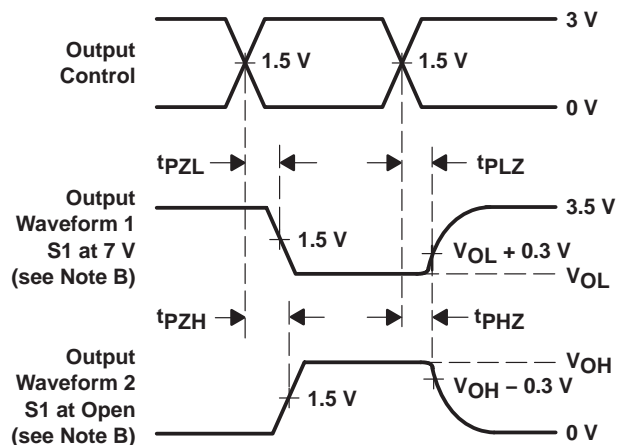 3 V
Output
Control
1.5 V
1.5 V
0 V
tPZL
tPLZ
Output
Waveform 1
S1 at 7 V
(see Note B)
3.5 V
1.5 V
VOL + 0.3 V
VOL
tPZH
tPHZ
Output
Waveform 2
S1 at Open
(see Note B)
VOH
VOH – 0.3 V
1.5 V
0 V